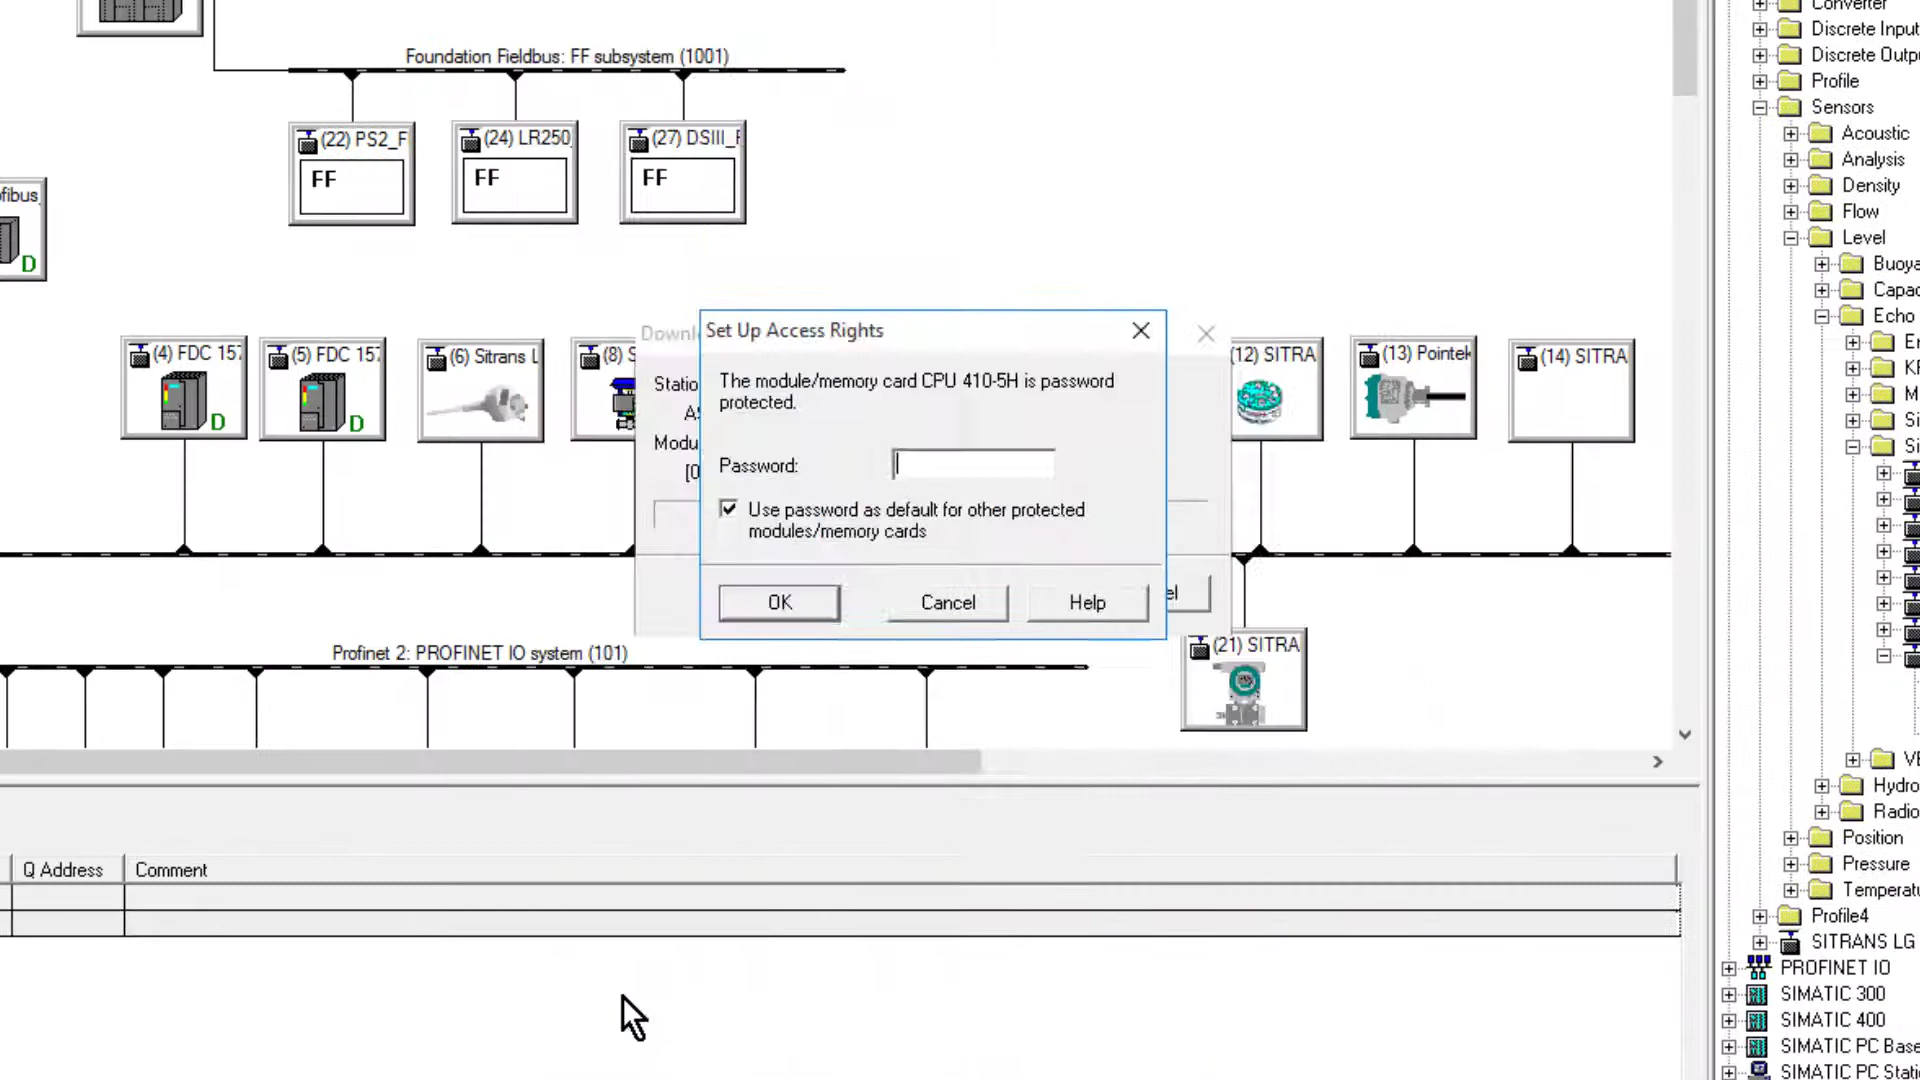 Foundation Fieldbus: FF subsystem (1001)
(22) PS2_F
FF
(24) LR250_
FF
(27) DSIII_F
FF
D
(4) FDC 157
D
(5) FDC 157
D
(6) Sitrans L
(8) S
(12) SITRA
(13) Pointek
(14) SITRA
(21) SITRA
Set Up Access Rights
The module/memory card CPU 410-5H is password
protected.
Password:
Use password as default for other protected
modules/memory cards
OK
Cancel
Help
Profinet 2: PROFINET IO system (101)
Q Address
Comment
Converter
Discrete Input
Discrete Outp
Profile
Sensors
Acoustic
Analysis
Density
Flow
Level
Buoya
Capac
Echo
Position
Pressure
Temperatu
Hydro
Radio
Profile4
SITRANS LG
PROFINET IO
SIMATIC 300
SIMATIC 400
SIMATIC PC Base
SIMATIC PC Stati